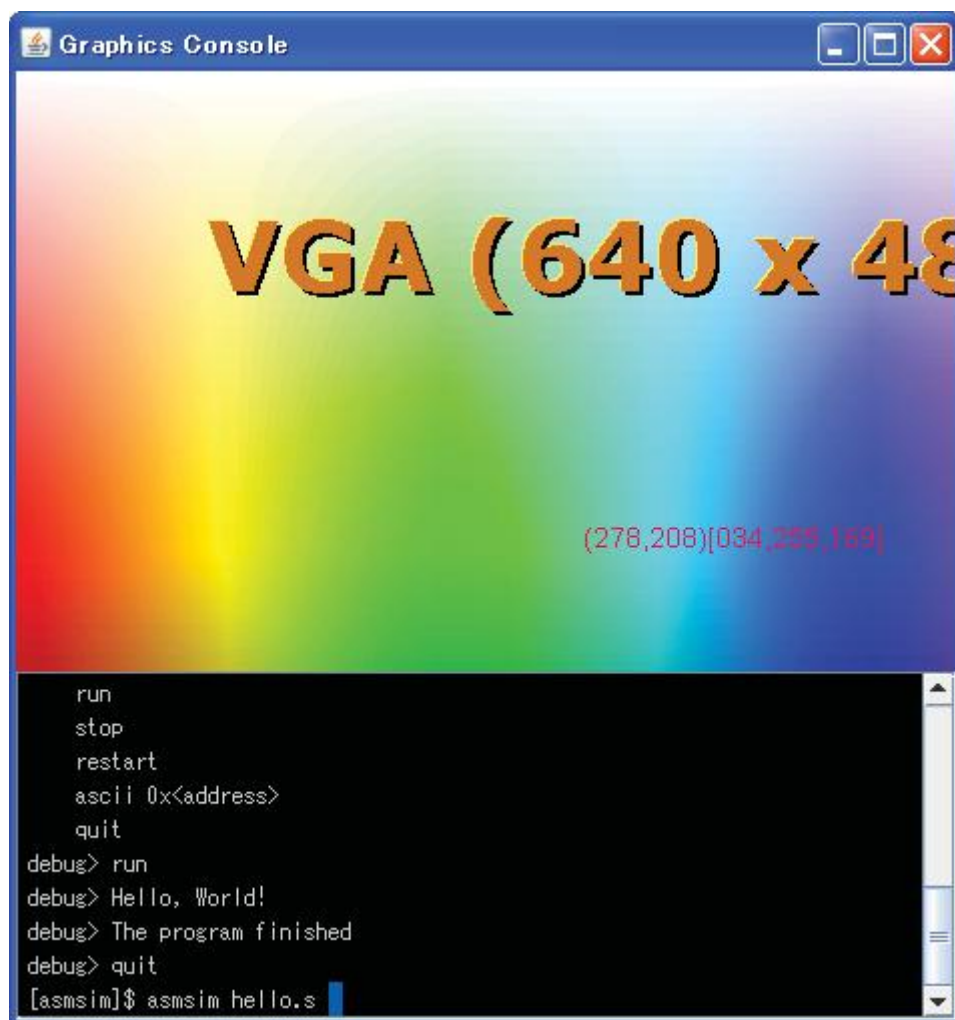 Graphics Console
VGA (640 x 48
(278,208)[034,255,169]
run
stop
restart
ascii 0x<address>
quit
debug> run
debug> Hello, World!
debug> The program finished
debug> quit
[asmsim]$ asmsim hello.s